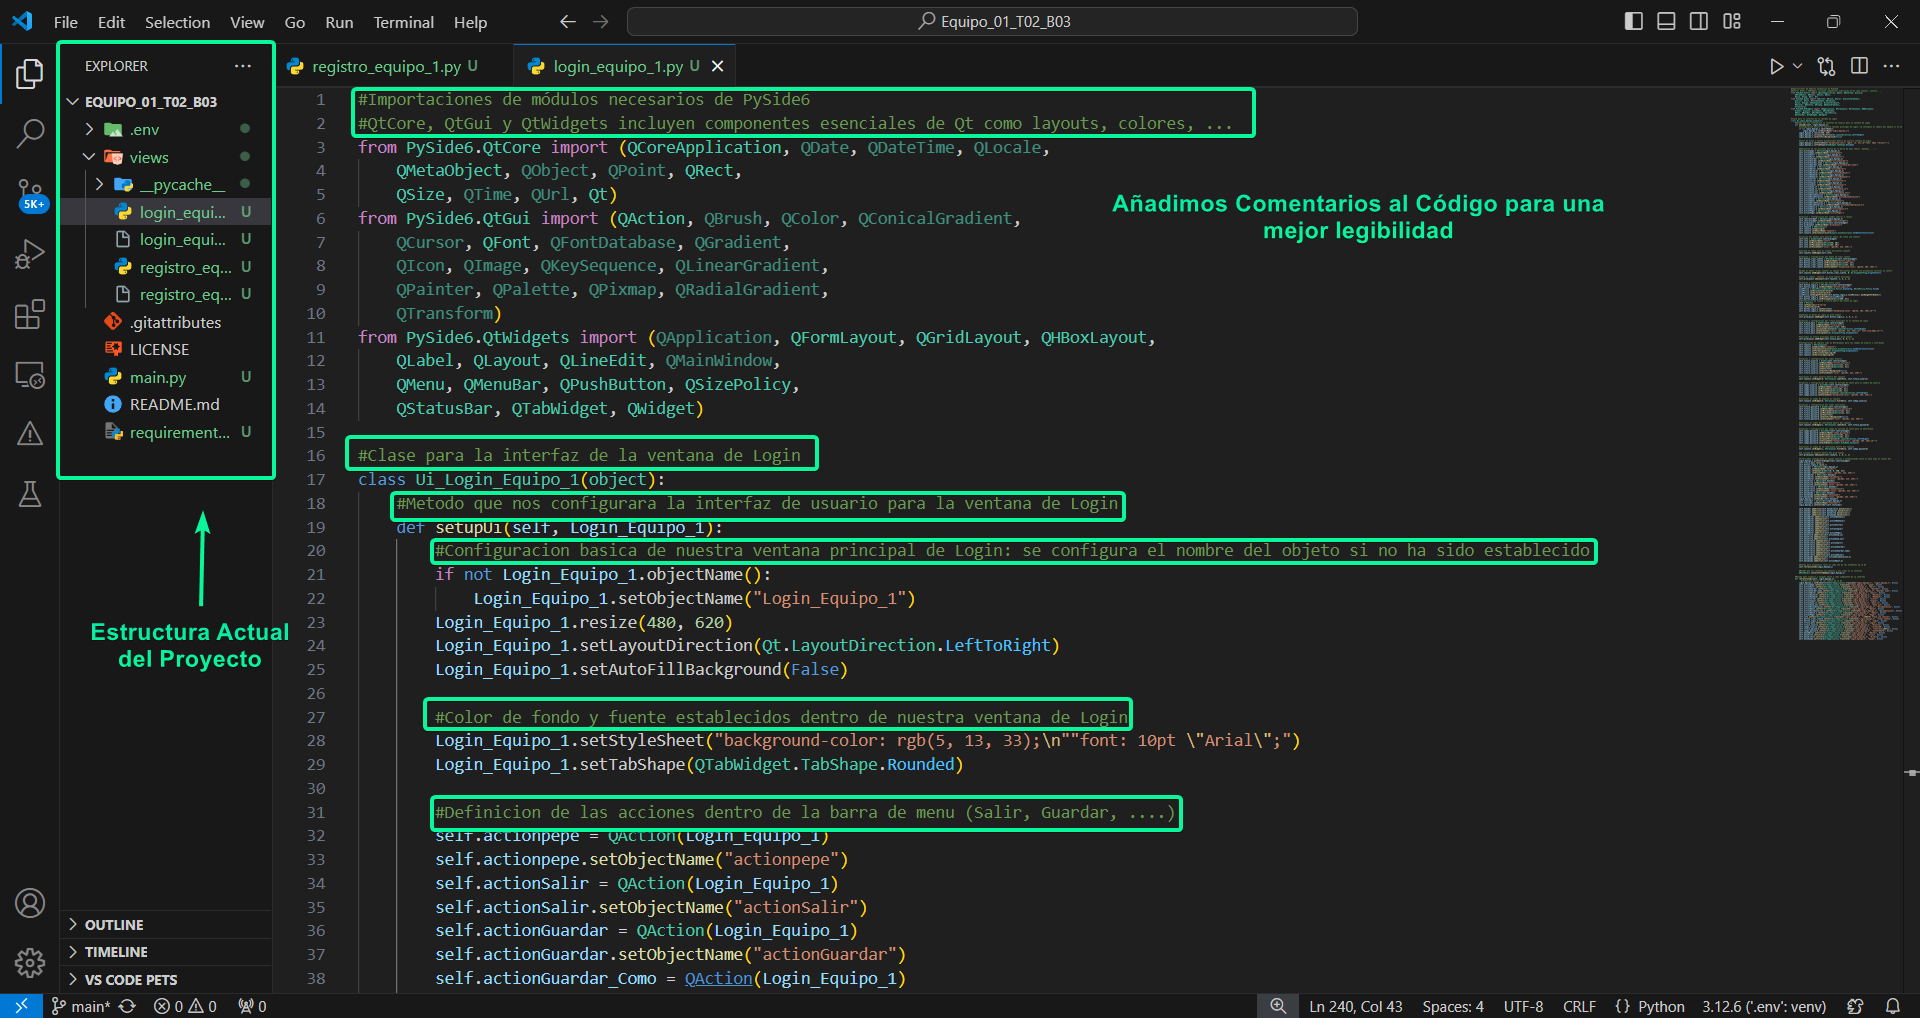 File Edit Selection View Go Run Terminal Help
Equipo_01_T02_B03
EXPLORER
EQUIPO_01_T02_B03
.env
views
__pycache__
login_equi... U
login_equi... U
registro_eq... U
registro_eq... U
.gitattributes
LICENSE
main.py U
README.md
requirement... U
5K+
Estructura Actual
del Proyecto
OUTLINE
TIMELINE
VS CODE PETS
registro_equipo_1.py U
login_equipo_1.py U
1 #Importaciones de módulos necesarios de PySide6
2 #QtCore, QtGui y QtWidgets incluyen componentes esenciales de Qt como layouts, colores, ...
3 from PySide6.QtCore import (QCoreApplication, QDate, QDateTime, QLocale,
4 QMetaObject, QObject, QPoint, QRect,
5 QSize, QTime, QUrl, Qt)
6 from PySide6.QtGui import (QAction, QBrush, QColor, QConicalGradient,
7 QCursor, QFont, QFontDatabase, QGradient,
8 QIcon, QImage, QKeySequence, QLinearGradient,
9 QPainter, QPalette, QPixmap, QRadialGradient,
10 QTransform)
11 from PySide6.QtWidgets import (QApplication, QFormLayout, QGridLayout, QHBoxLayout,
12 QLabel, QLayout, QLineEdit, QMainWindow,
13 QMenu, QMenuBar, QPushButton, QSizePolicy,
14 QStatusBar, QTabWidget, QWidget)
15
16 #Clase para la interfaz de la ventana de Login
17 class Ui_Login_Equipo_1(object):
18 #Metodo que nos configurara la interfaz de usuario para la ventana de Login
19 def setupUi(self, Login_Equipo_1):
20 #Configuracion basica de nuestra ventana principal de Login: se configura el nombre del objeto si no ha sido establecido
21 if not Login_Equipo_1.objectName():
22 Login_Equipo_1.setObjectName("Login_Equipo_1")
23 Login_Equipo_1.resize(480, 620)
24 Login_Equipo_1.setLayoutDirection(Qt.LayoutDirection.LeftToRight)
25 Login_Equipo_1.setAutoFillBackground(False)
26
27 #Color de fondo y fuente establecidos dentro de nuestra ventana de Login
28 Login_Equipo_1.setStyleSheet("background-color: rgb(5, 13, 33);\n""font: 10pt \"Arial\";")
29 Login_Equipo_1.setTabShape(QTabWidget.TabShape.Rounded)
30
31 #Definicion de las acciones dentro de la barra de menu (Salir, Guardar, ....)
32 self.actionpepe = QAction(Login_Equipo_1)
33 self.actionpepe.setObjectName("actionpepe")
34 self.actionSalir = QAction(Login_Equipo_1)
35 self.actionSalir.setObjectName("actionSalir")
36 self.actionGuardar = QAction(Login_Equipo_1)
37 self.actionGuardar.setObjectName("actionGuardar")
38 self.actionGuardar_Como = QAction(Login_Equipo_1)
Añadimos Comentarios al Código para una
mejor legibilidad
main* 0 0 0 Ln 240, Col 43 Spaces: 4 UTF-8 CRLF {} Python 3.12.6 ('.env': venv)